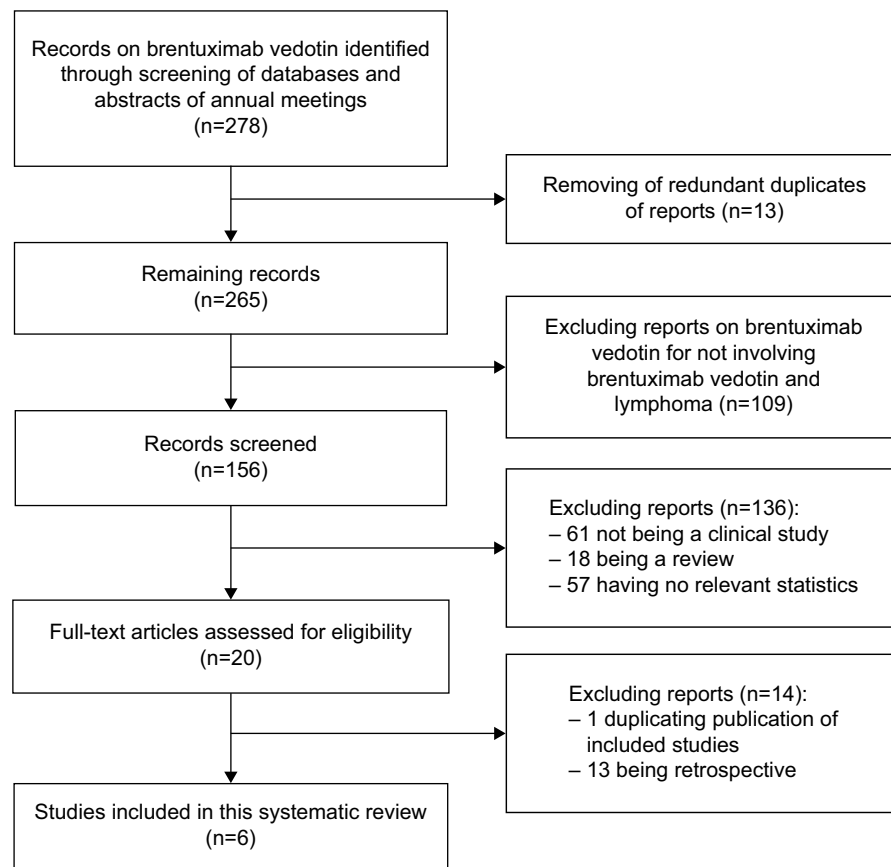 Records on brentuximab vedotin identified
through screening of databases and
abstracts of annual meetings
(n=278)
Removing of redundant duplicates
of reports (n=13)
Remaining records
(n=265)
Excluding reports on brentuximab
vedotin for not involving
brentuximab vedotin and
lymphoma (n=109)
Records screened
(n=156)
Excluding reports (n=136):
– 61 not being a clinical study
– 18 being a review
– 57 having no relevant statistics
Full-text articles assessed for eligibility
(n=20)
Excluding reports (n=14):
– 1 duplicating publication of
included studies
– 13 being retrospective
Studies included in this systematic review
(n=6)